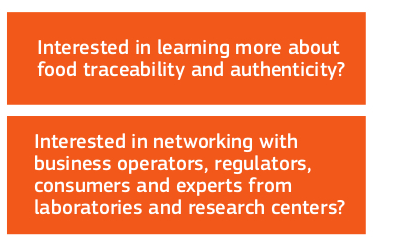 Interested in learning more about
food traceability and authenticity?
Interested in networking with
business operators, regulators,
consumers and experts from
laboratories and research centers?